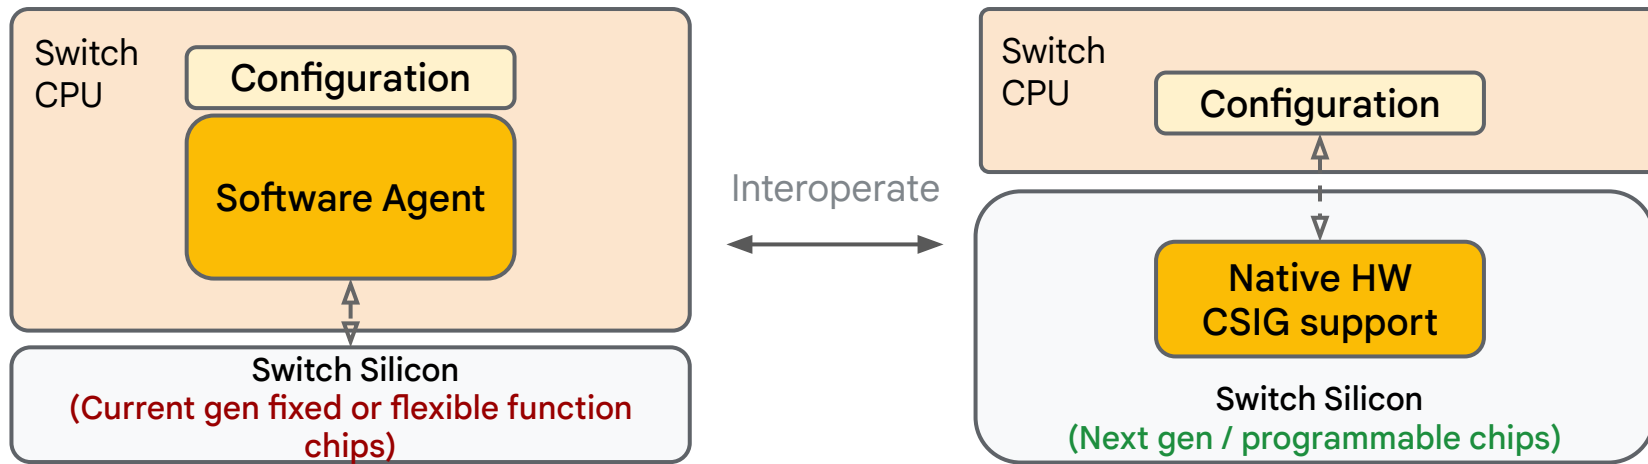 Switch
CPU
Configuration
Software Agent
Switch Silicon
(Current gen fixed or flexible function
chips)
Interoperate
Switch
CPU
Configuration
Native HW
CSIG support
Switch Silicon
(Next gen / programmable chips)